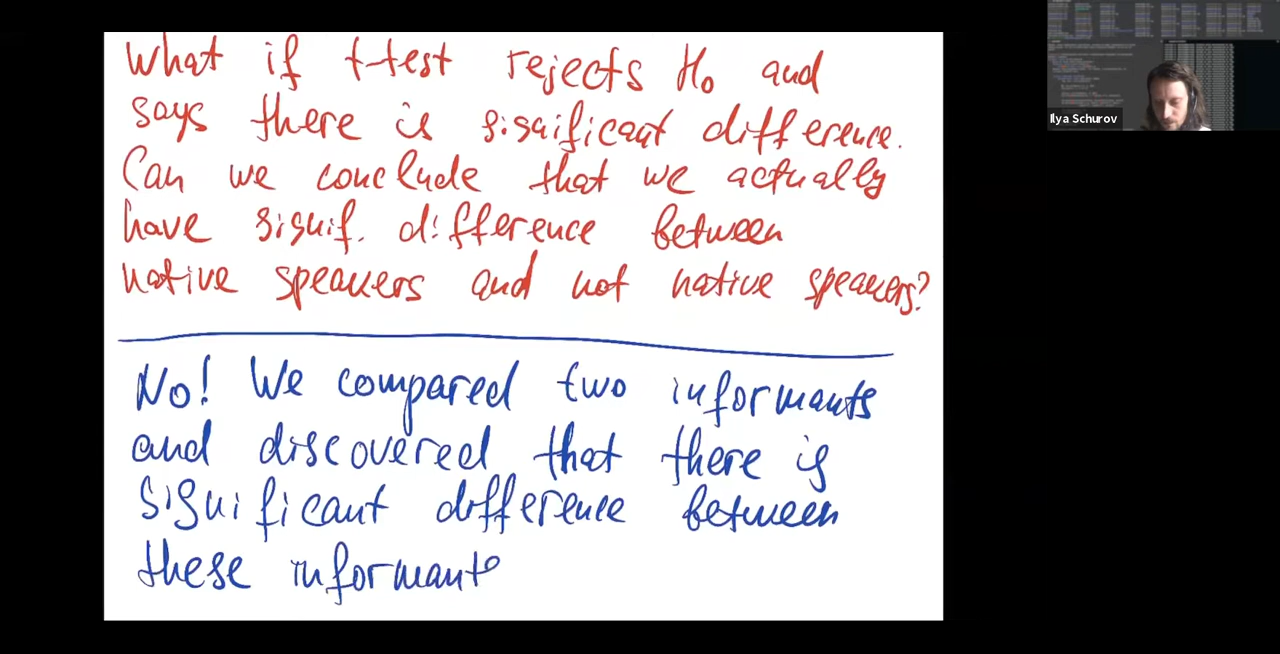 What if t-test rejects H₀ and
says there is significant difference.
Can we conclude that we actually
have signif. difference between
native speakers and not native speakers?
No! We compared two informants
and discovered that there is
significant difference between
these informants
Ilya Schurov